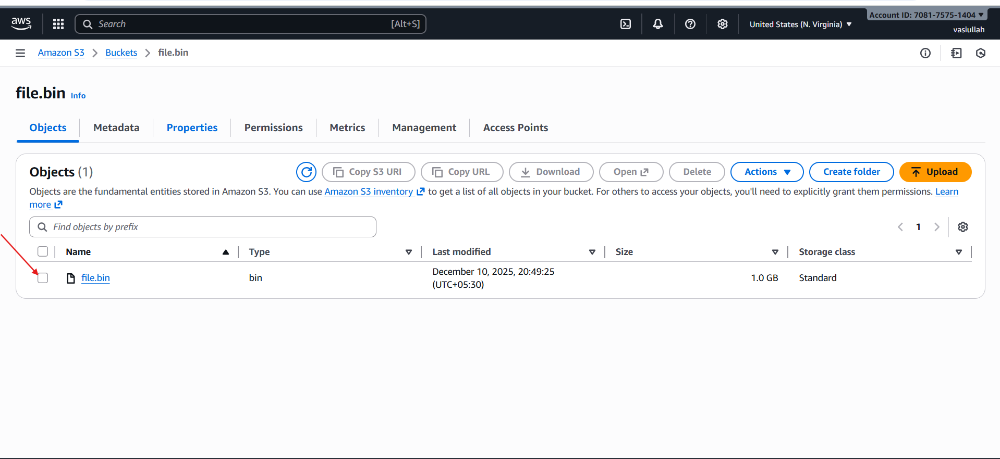 aws
Search [Alt+S]
United States (N. Virginia)
Account ID: 7081-7575-1404
vasiullah
Amazon S3 Buckets file.bin
file.bin Info
Objects Metadata Properties Permissions Metrics Management Access Points
Objects (1) Copy S3 URI Copy URL Download Open Delete Actions Create folder Upload
Objects are the fundamental entities stored in Amazon S3. You can use Amazon S3 inventory to get a list of all objects in your bucket. For others to access your objects, you'll need to explicitly grant them permissions. Learn
more
Find objects by prefix 1
Name Type Last modified Size Storage class
file.bin bin December 10, 2025, 20:49:25 1.0 GB Standard
(UTC+05:30)